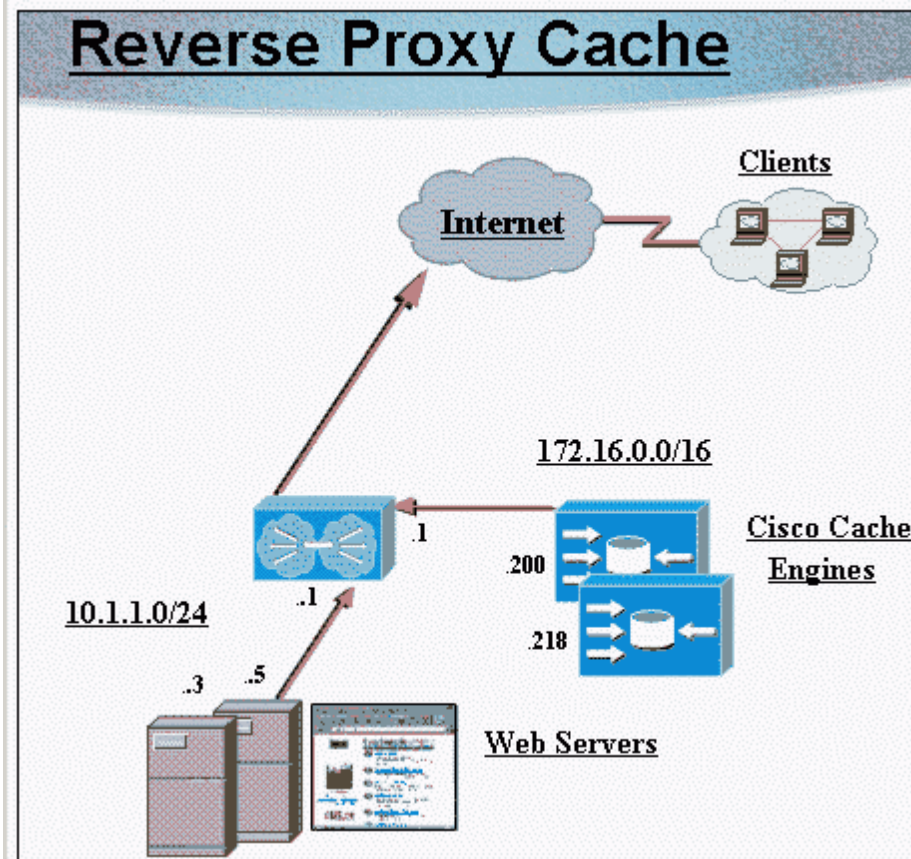 Reverse Proxy Cache
Clients
Internet
172.16.0.0/16
.1
Cisco Cache
Engines
.200
.1
10.1.1.0/24
.218
.3
.5
Web Servers